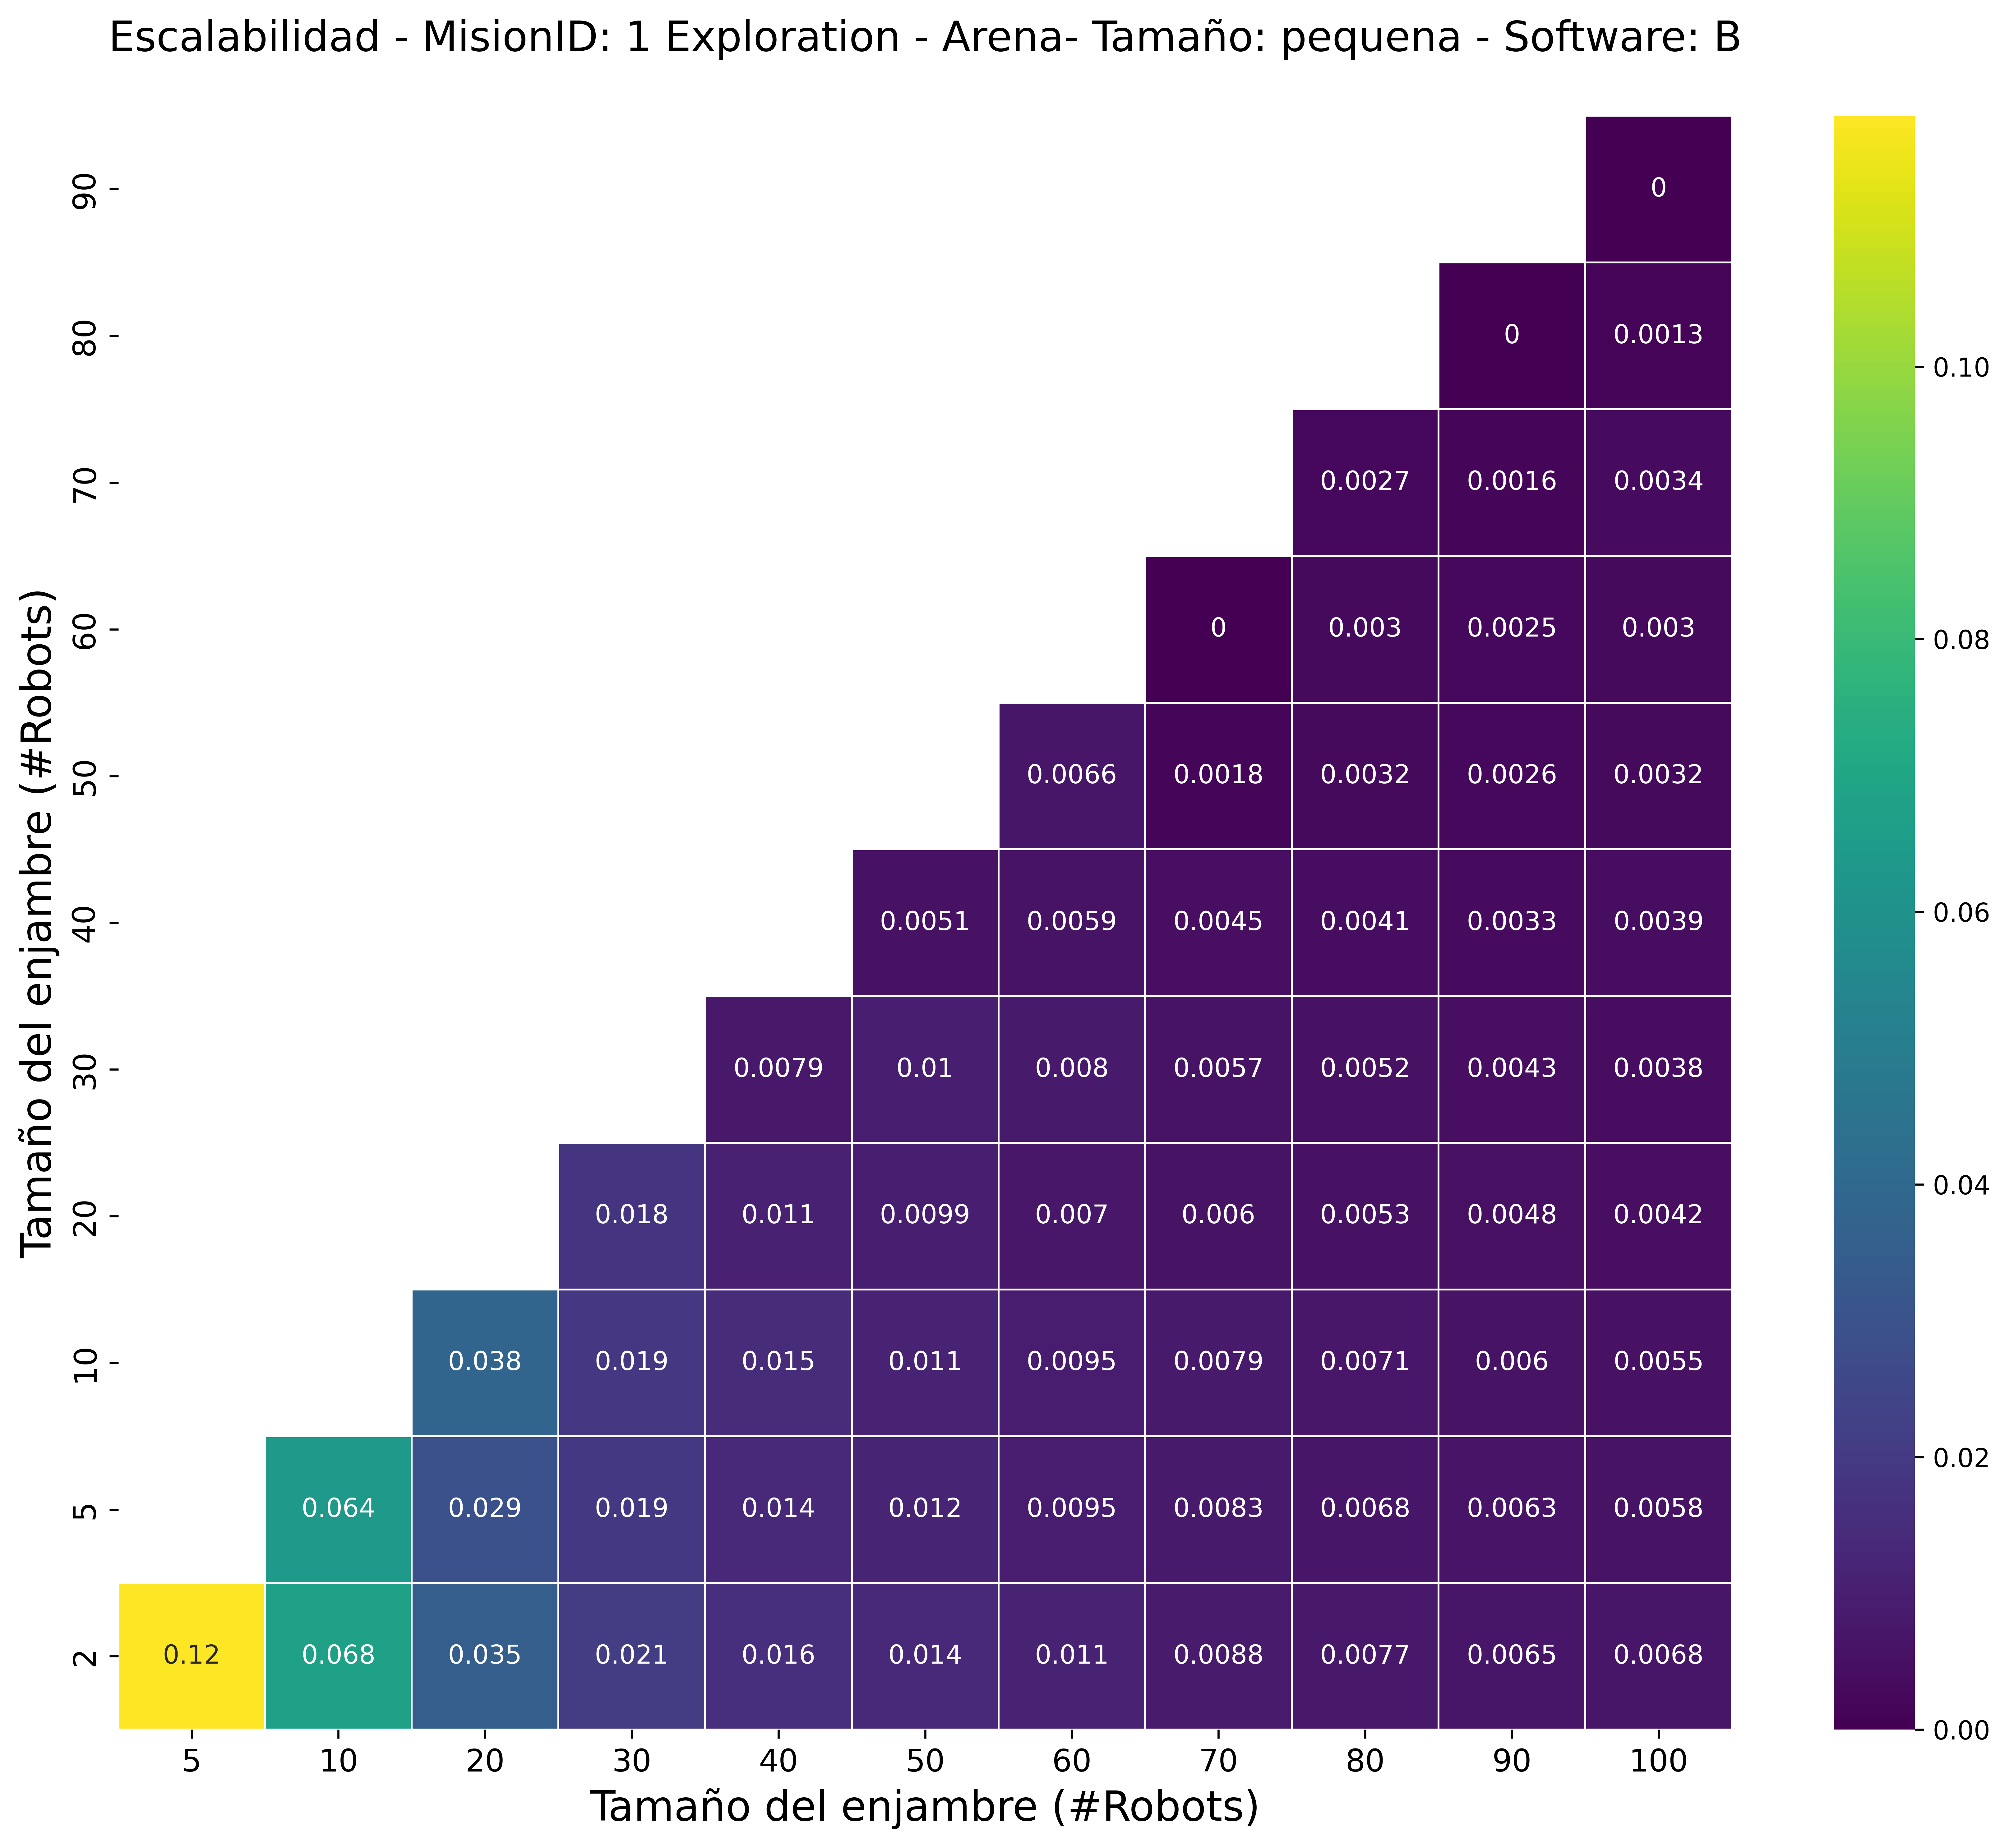 Escalabilidad - MisionID: 1 Exploration - Arena- Tamaño: pequena - Software: B
90 0
80 0 0.0013
70 0.0027 0.0016 0.0034
60 0 0.003 0.0025 0.003
50 0.0066 0.0018 0.0032 0.0026 0.0032
40 0.0051 0.0059 0.0045 0.0041 0.0033 0.0039
30 0.0079 0.01 0.008 0.0057 0.0052 0.0043 0.0038
20 0.018 0.011 0.0099 0.007 0.006 0.0053 0.0048 0.0042
10 0.038 0.019 0.015 0.011 0.0095 0.0079 0.0071 0.006 0.0055
5 0.064 0.029 0.019 0.014 0.012 0.0095 0.0083 0.0068 0.0063 0.0058
2 0.12 0.068 0.035 0.021 0.016 0.014 0.011 0.0088 0.0077 0.0065 0.0068
5 10 20 30 40 50 60 70 80 90 100
Tamaño del enjambre (#Robots)
Tamaño del enjambre (#Robots)
0.10
0.08
0.06
0.04
0.02
0.00